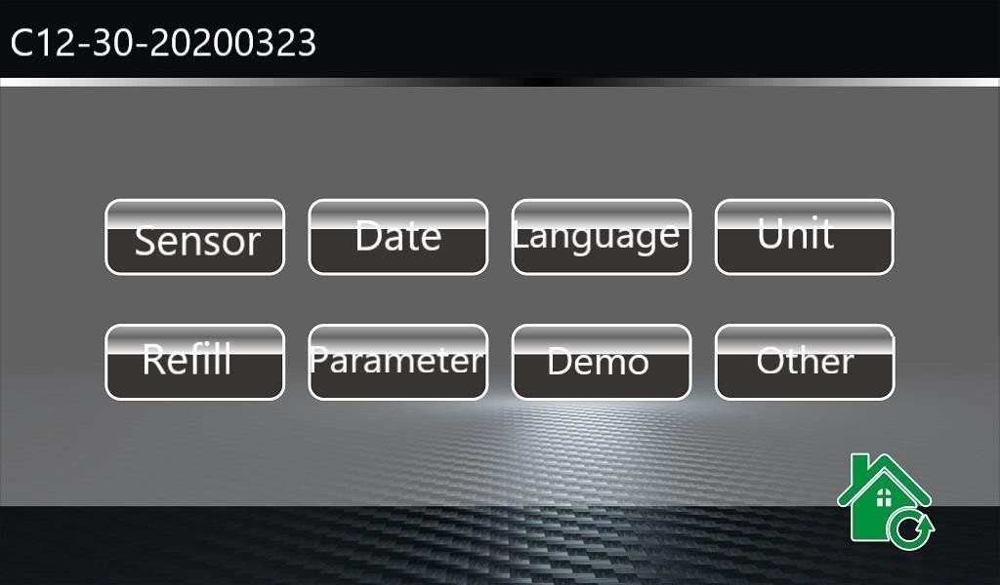 C12-30-20200323
Sensor Date Language Unit
Refill Parameter Demo Other